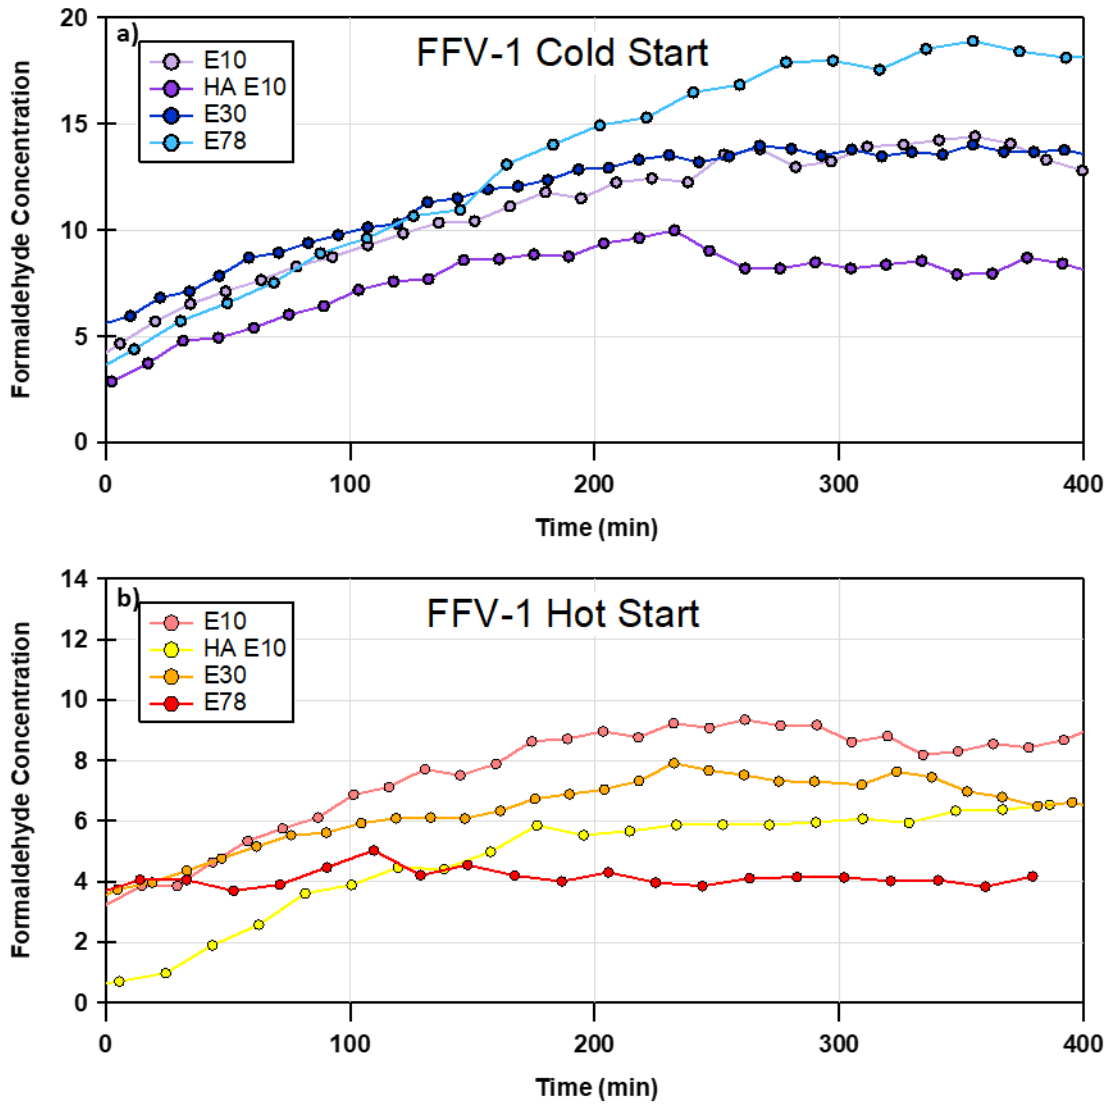 a)
FFV-1 Cold Start
E10
HA E10
E30
E78
Formaldehyde Concentration
20
15
10
5
0
0 100 200 300 400
Time (min)
b)
FFV-1 Hot Start
E10
HA E10
E30
E78
Formaldehyde Concentration
14
12
10
8
6
4
2
0
0 100 200 300 400
Time (min)